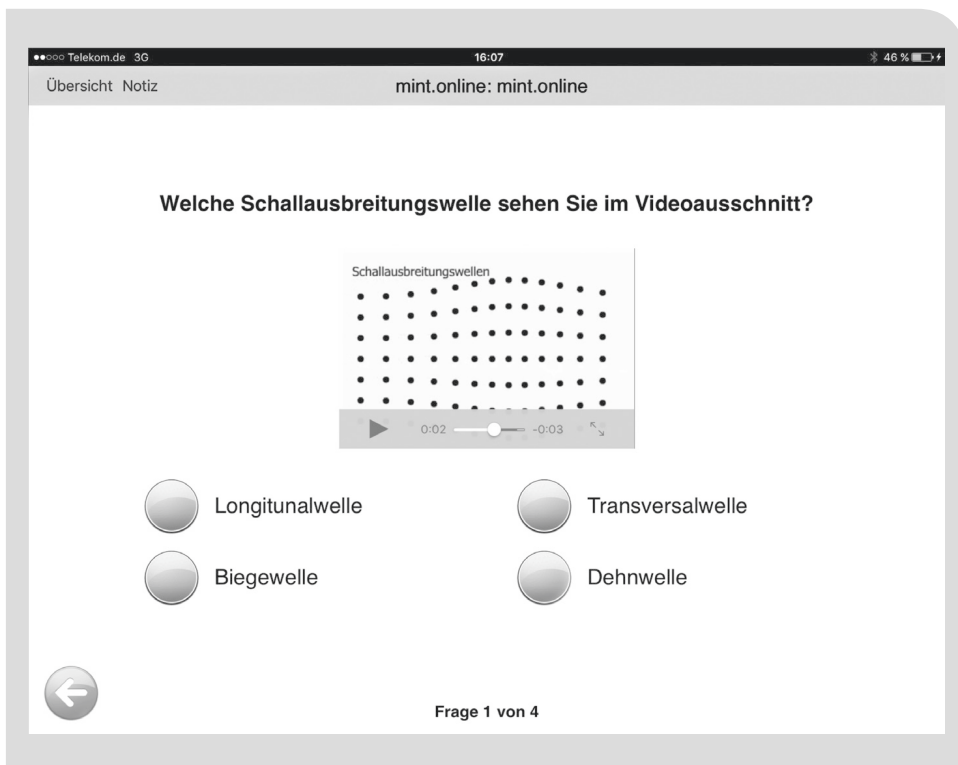 ●●○○○ Telekom.de 3G 16:07 46 %
Übersicht Notiz mint.online: mint.online
Welche Schallausbreitungswelle sehen Sie im Videoausschnitt?
Schallausbreitungswellen
0:02 -0:03
Longitunalwelle Transversalwelle
Biegewelle Dehnwelle
Frage 1 von 4